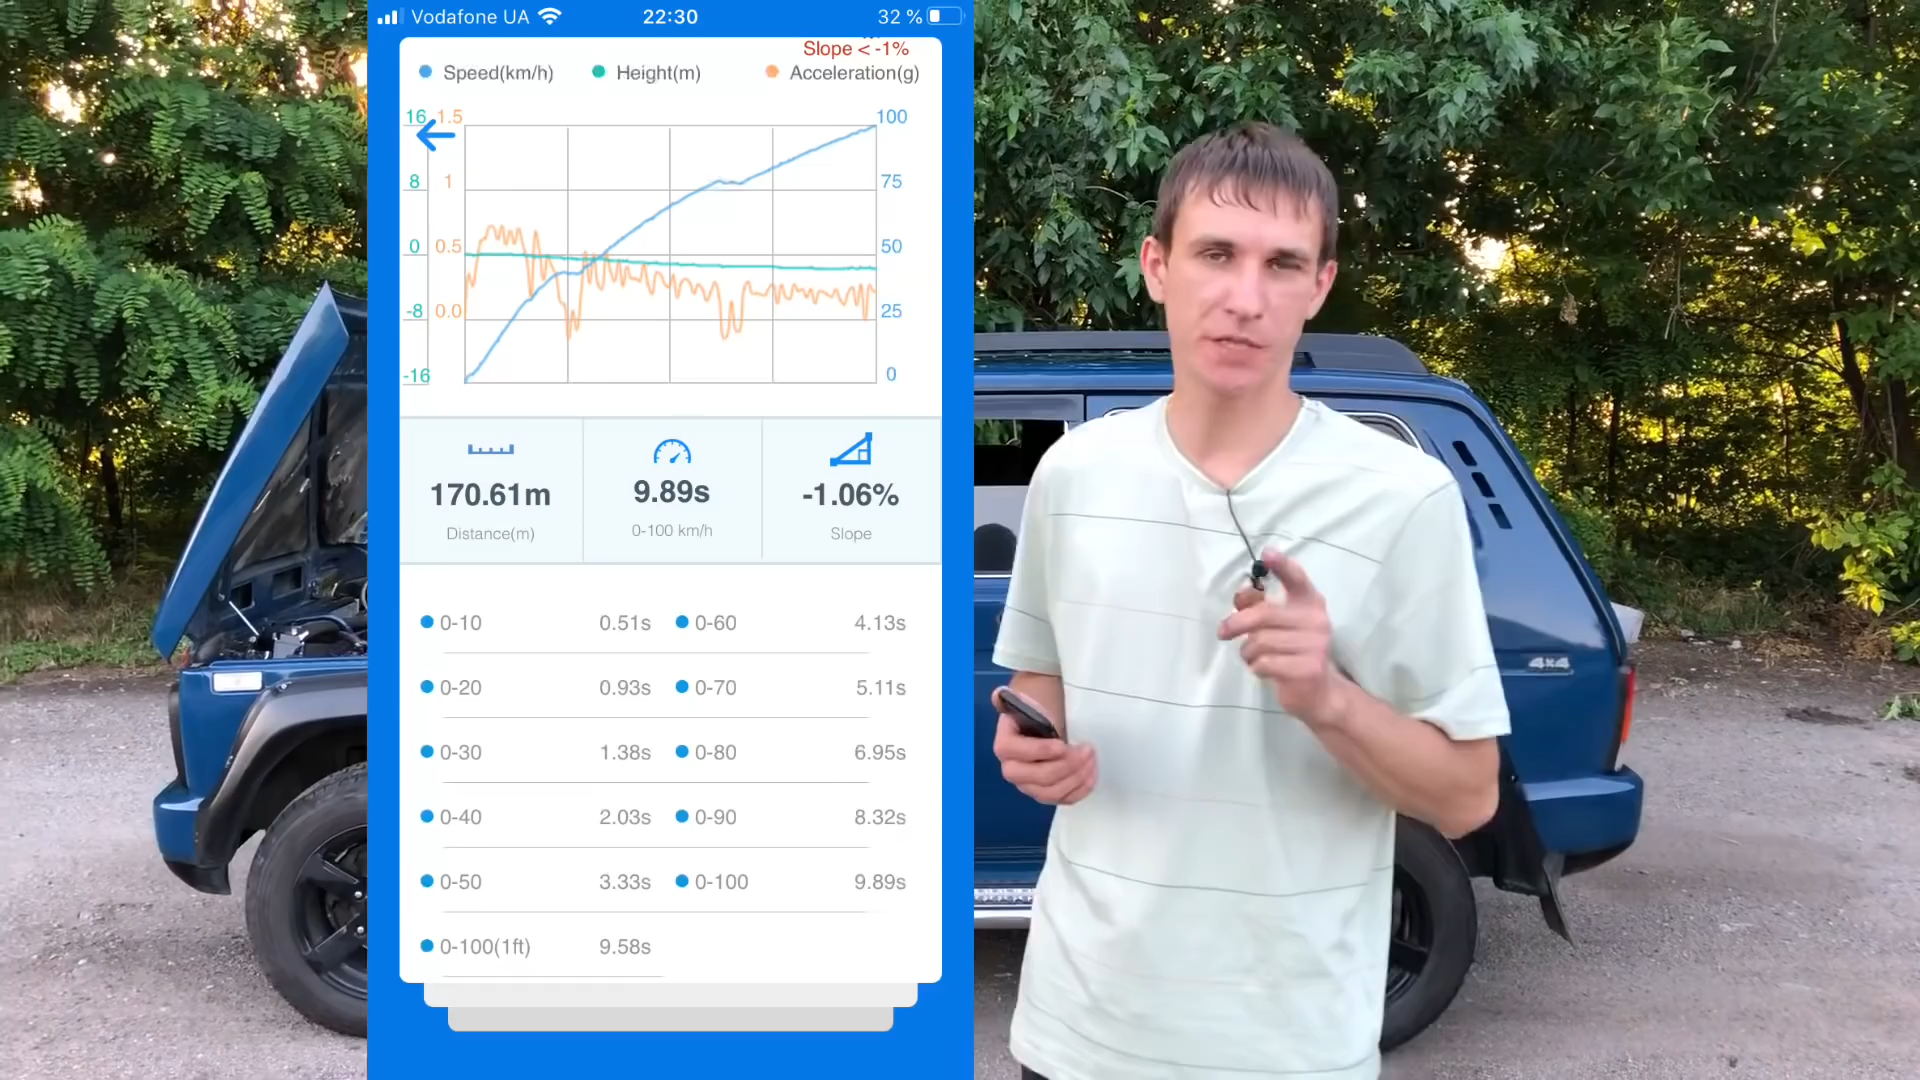 Vodafone UA
22:30
32 %
Slope < -1%
Speed(km/h)
Height(m)
Acceleration(g)
16 1.5 100
8 1 75
0 0.5 50
-8 0.0 25
-16 0
170.61m
Distance(m)
9.89s
0-100 km/h
-1.06%
Slope
0-10 0.51s
0-60 4.13s
0-20 0.93s
0-70 5.11s
0-30 1.38s
0-80 6.95s
0-40 2.03s
0-90 8.32s
0-50 3.33s
0-100 9.89s
0-100(1ft) 9.58s
4x4